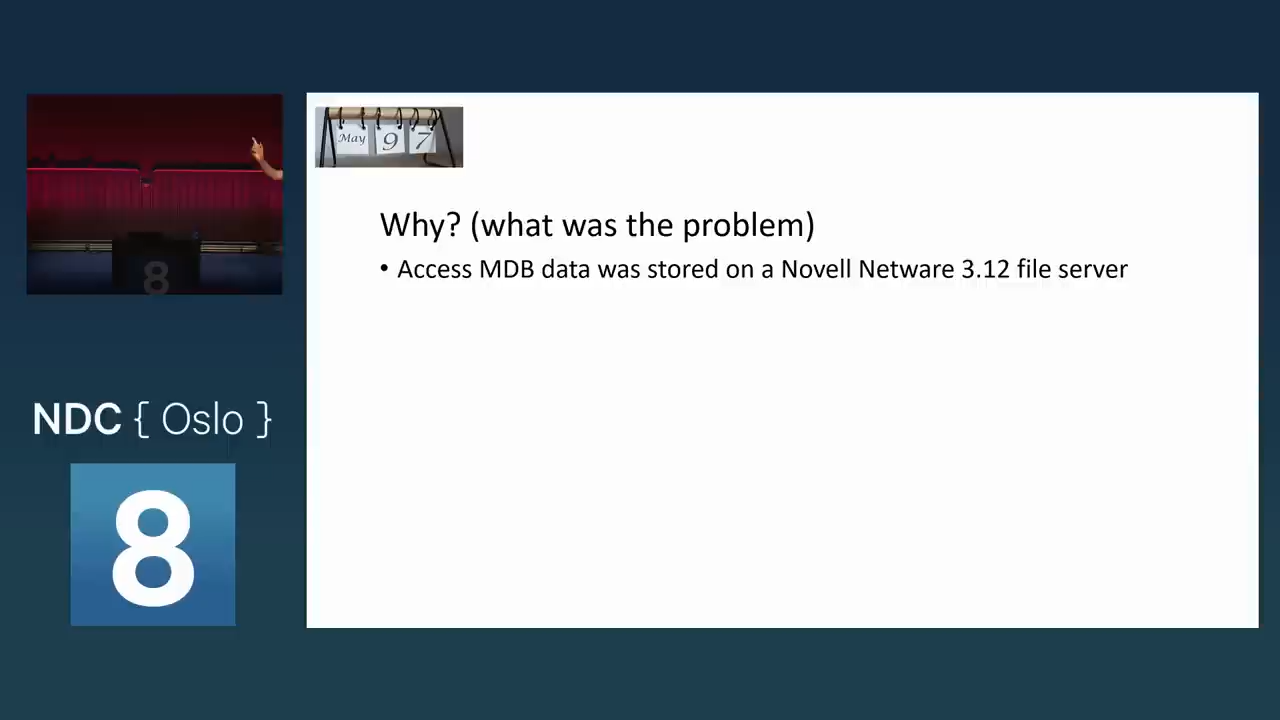 May 9 7
Why? (what was the problem)
• Access MDB data was stored on a Novell Netware 3.12 file server
8
NDC { Oslo }
8